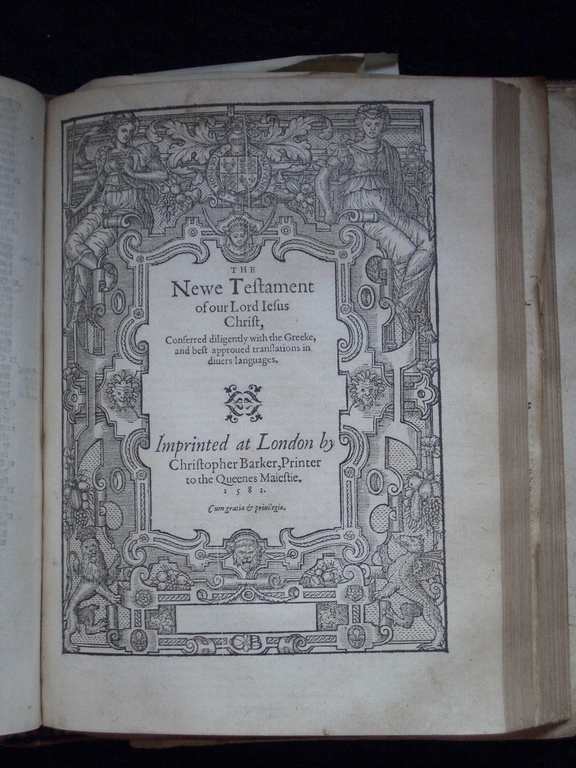 THE
Newe Teſtament
of our Lord Ieſus
Chriſt,
Conferred diligently with the Greeke,
and beſt approued tranſlations in
diuers languages.
Imprinted at London by
Chriſtopher Barker, Printer
to the Queenes Maieſtie.
1582.
Cum gratia & priuilegio.
CB